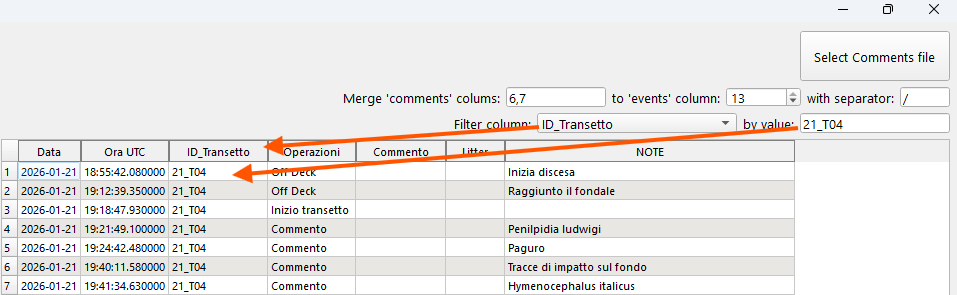 Select Comments file
Merge 'comments' colums: 6,7 to 'events' column: 13 with separator: /
Filter column: ID_Transetto by value: 21_T04
Data Ora UTC ID_Transetto Operazioni Commento Litter NOTE
1 2026-01-21 18:55:42.080000 21_T04 Off Deck Inizia discesa
2 2026-01-21 19:12:39.350000 21_T04 Off Deck Raggiunto il fondale
3 2026-01-21 19:18:47.930000 21_T04 Inizio transetto
4 2026-01-21 19:21:49.100000 21_T04 Commento Penilpidia ludwigi
5 2026-01-21 19:24:42.480000 21_T04 Commento Paguro
6 2026-01-21 19:40:11.580000 21_T04 Commento Tracce di impatto sul fondo
7 2026-01-21 19:41:34.630000 21_T04 Commento Hymenocephalus italicus